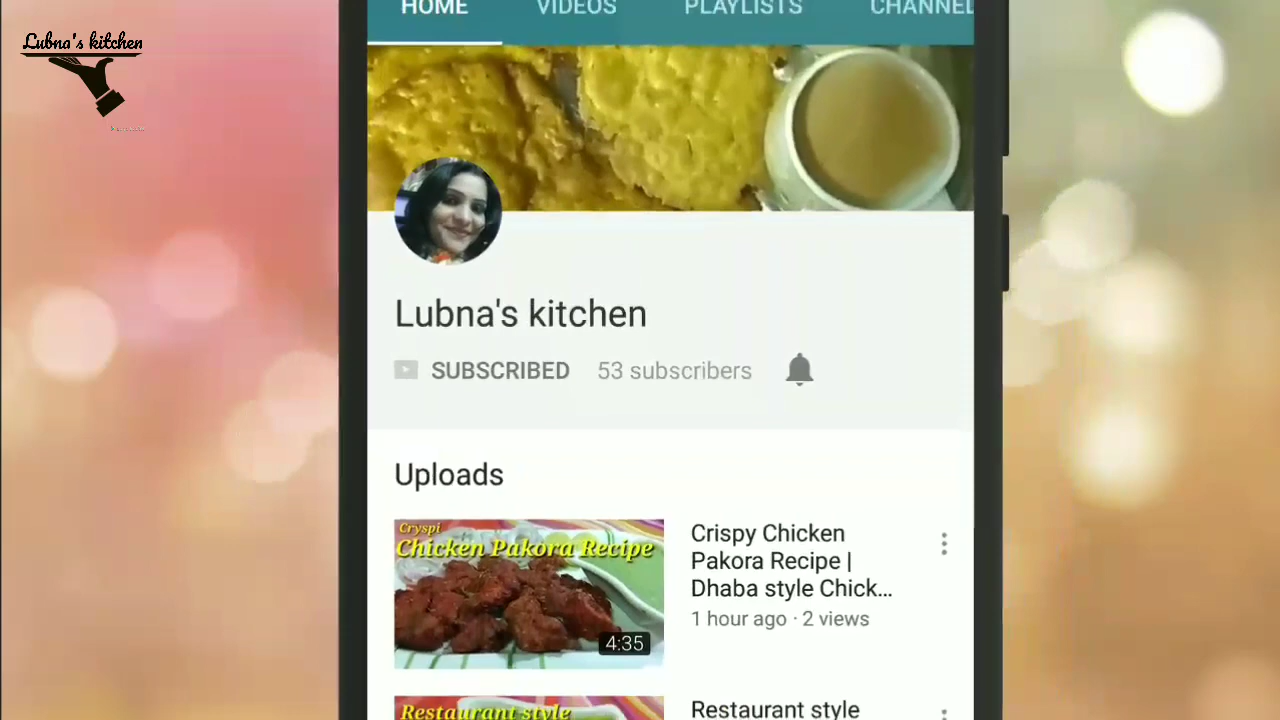 Lubna's kitchen
HOME VIDEOS PLAYLISTS CHANNEL
Lubna's kitchen
SUBSCRIBED 53 subscribers
Uploads
Cryspi
Chicken Pakora Recipe
4:35
Crispy Chicken
Pakora Recipe |
Dhaba style Chick...
1 hour ago · 2 views
Restaurant style
Restaurant style